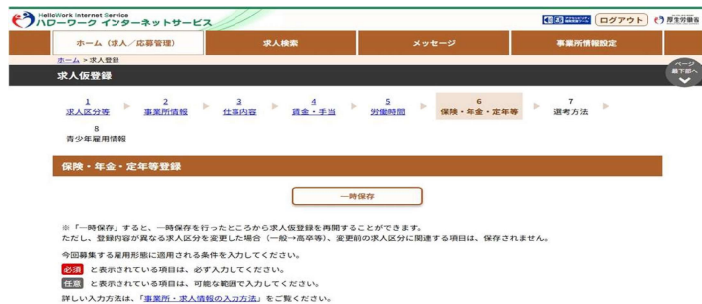 HelloWork Internet Service
ハローワーク インターネットサービス
ログアウト
厚生労働省
ホーム（求人／応募管理）
求人検索
メッセージ
事業所情報設定
ホーム > 求人登録
ページ
最下部へ
求人仮登録
1
求人区分等
2
事業所情報
3
仕事内容
4
賃金・手当
5
労働時間
6
保険・年金・定年等
7
選考方法
8
青少年雇用情報
保険・年金・定年等登録
一時保存
※「一時保存」すると、一時保存を行ったところから求人仮登録を再開することができます。
ただし、登録内容が異なる求人区分を変更した場合（一般→高卒等）、変更前の求人区分に関連する項目は、保存されません。
今回募集する雇用形態に適用される条件を入力してください。
必須 と表示されている項目は、必ず入力してください。
任意 と表示されている項目は、可能な範囲で入力してください。
詳しい入力方法は、「事業所・求人情報の入力方法」をご覧ください。